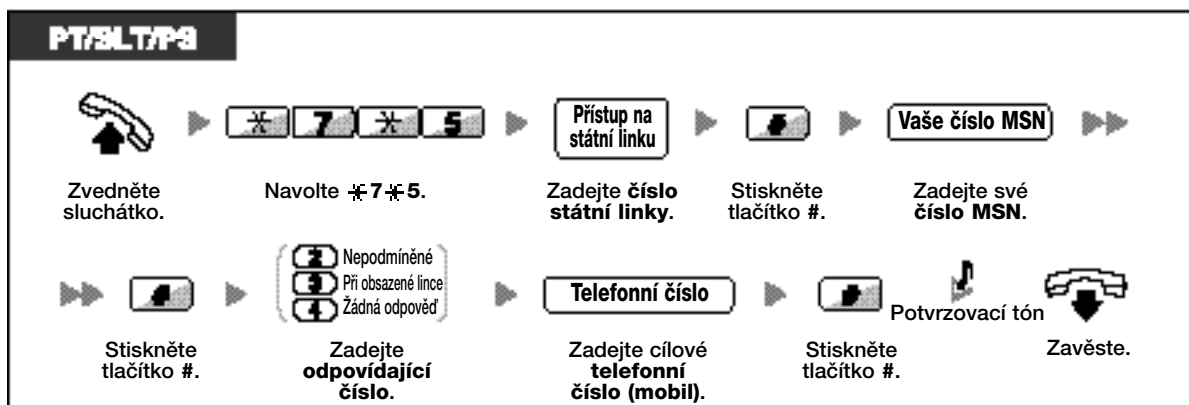 PT/SLT/PS
✳ 7 ✳ 5
Přístup na
státní linku
#
Vaše číslo MSN
Zvedněte
sluchátko.
Navolte ✳7✳5.
Zadejte číslo
státní linky.
Stiskněte
tlačítko #.
Zadejte své
číslo MSN.
#
2 Nepodmíněné
3 Při obsazené lince
4 Žádná odpověď
Telefonní číslo
#
Potvrzovací tón
Stiskněte
tlačítko #.
Zadejte
odpovídající
číslo.
Zadejte cílové
telefonní
číslo (mobil).
Stiskněte
tlačítko #.
Zavěste.